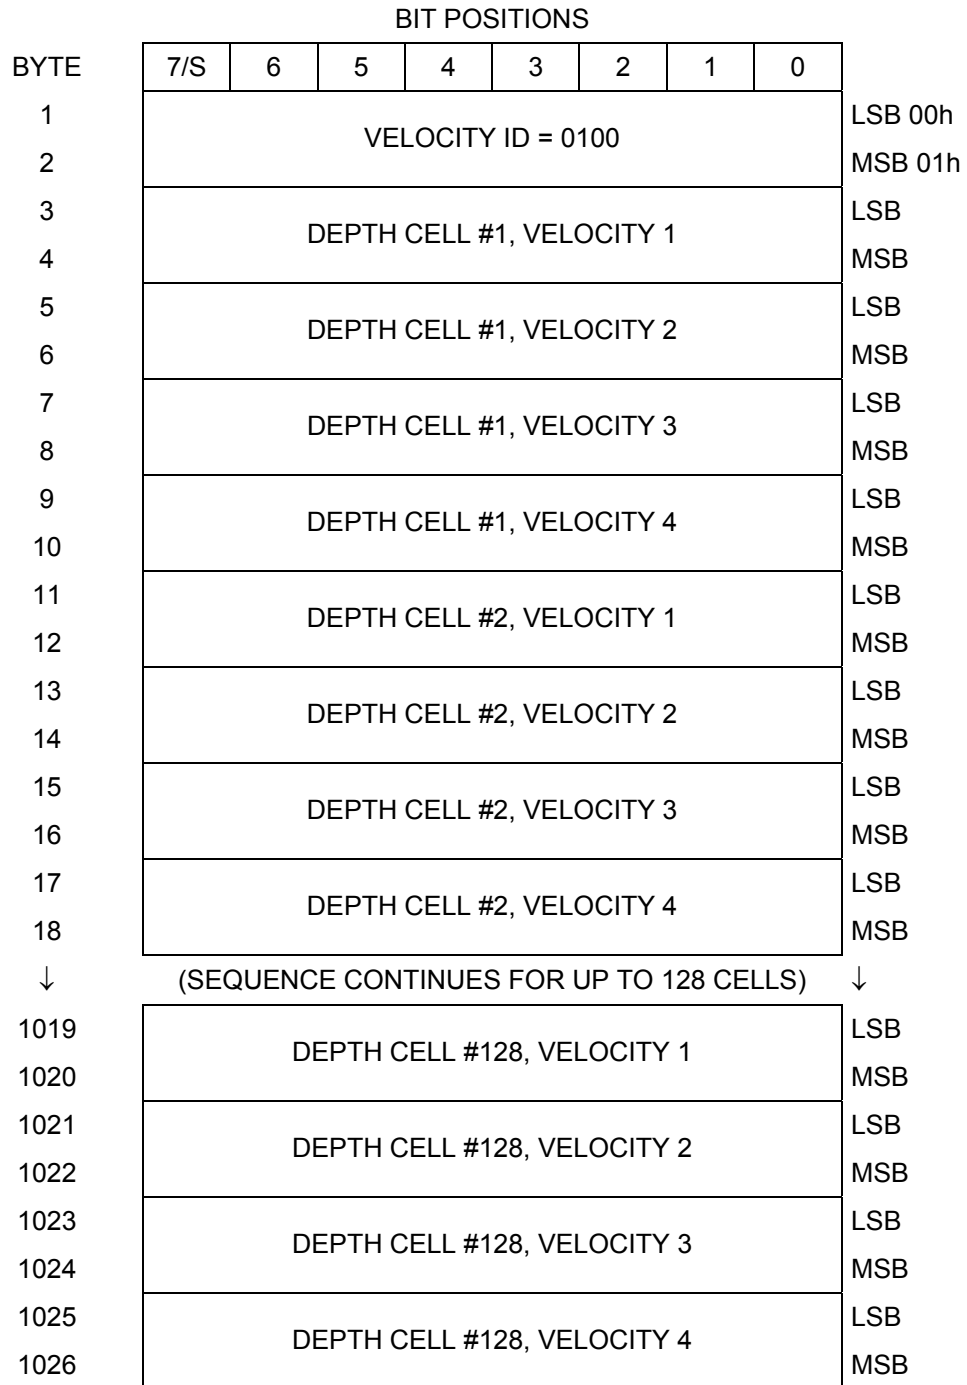 BIT POSITIONS
BYTE 7/S 6 5 4 3 2 1 0
1 LSB 00h
VELOCITY ID = 0100
2 MSB 01h
3 LSB
DEPTH CELL #1, VELOCITY 1
4 MSB
5 LSB
DEPTH CELL #1, VELOCITY 2
6 MSB
7 LSB
DEPTH CELL #1, VELOCITY 3
8 MSB
9 LSB
DEPTH CELL #1, VELOCITY 4
10 MSB
11 LSB
DEPTH CELL #2, VELOCITY 1
12 MSB
13 LSB
DEPTH CELL #2, VELOCITY 2
14 MSB
15 LSB
DEPTH CELL #2, VELOCITY 3
16 MSB
17 LSB
DEPTH CELL #2, VELOCITY 4
18 MSB
↓ (SEQUENCE CONTINUES FOR UP TO 128 CELLS) ↓
1019 LSB
DEPTH CELL #128, VELOCITY 1
1020 MSB
1021 LSB
DEPTH CELL #128, VELOCITY 2
1022 MSB
1023 LSB
DEPTH CELL #128, VELOCITY 3
1024 MSB
1025 LSB
DEPTH CELL #128, VELOCITY 4
1026 MSB